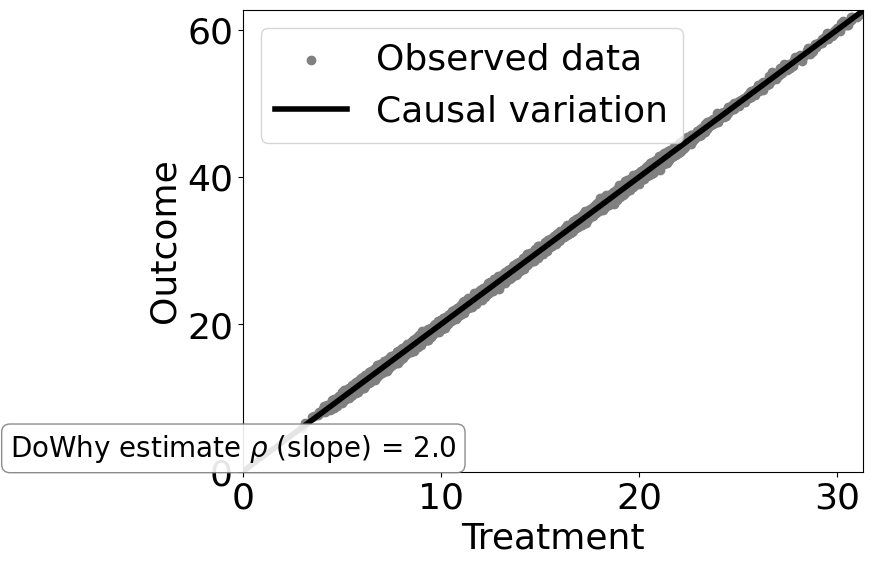 60
Observed data
Causal variation
40
Outcome
20
DoWhy estimate ρ (slope) = 2.0
0
0 10 20 30
Treatment